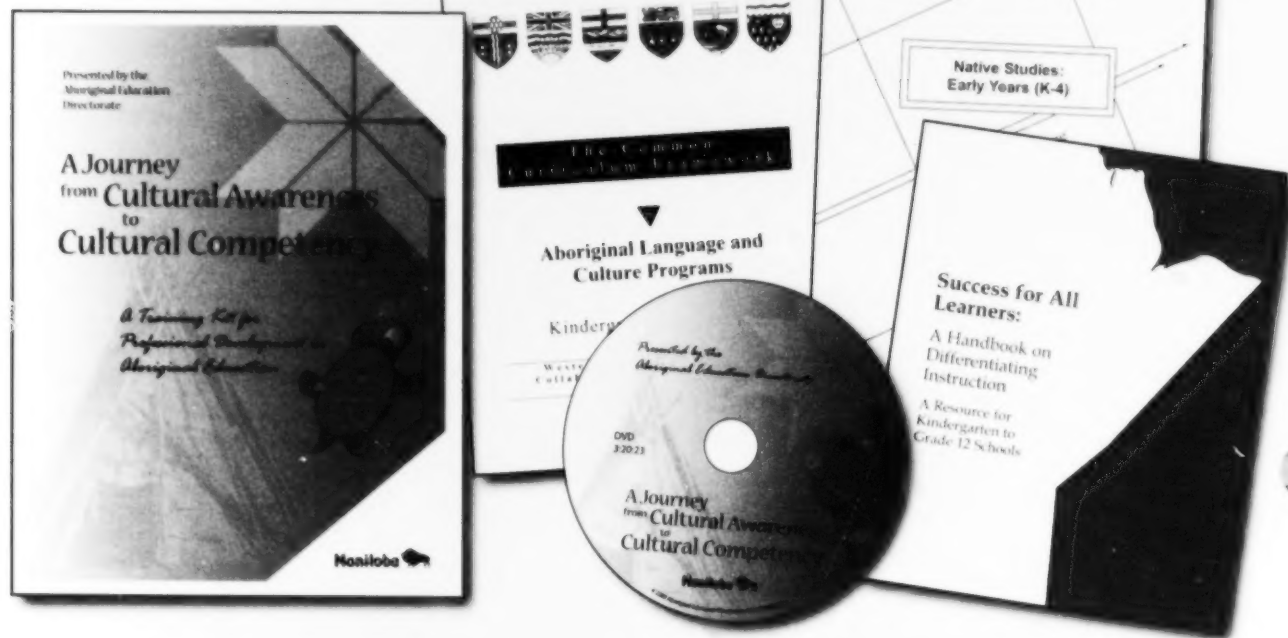 Presented by the
Aboriginal Education
Directorate
A Journey
from Cultural Awareness
to
Cultural Competency
A Training Kit for
Professional Development in
Aboriginal Education
Manitoba
The Common
Curriculum Framework
Aboriginal Language and
Culture Programs
Native Studies:
Early Years (K-4)
Presented by the
Aboriginal Education Directorate
DVD
3:20:23
A Journey
from Cultural Awareness
to
Cultural Competency
Manitoba
Success for All
Learners:
A Handbook on
Differentiating
Instruction
A Resource for
Kindergarten to
Grade 12 Schools